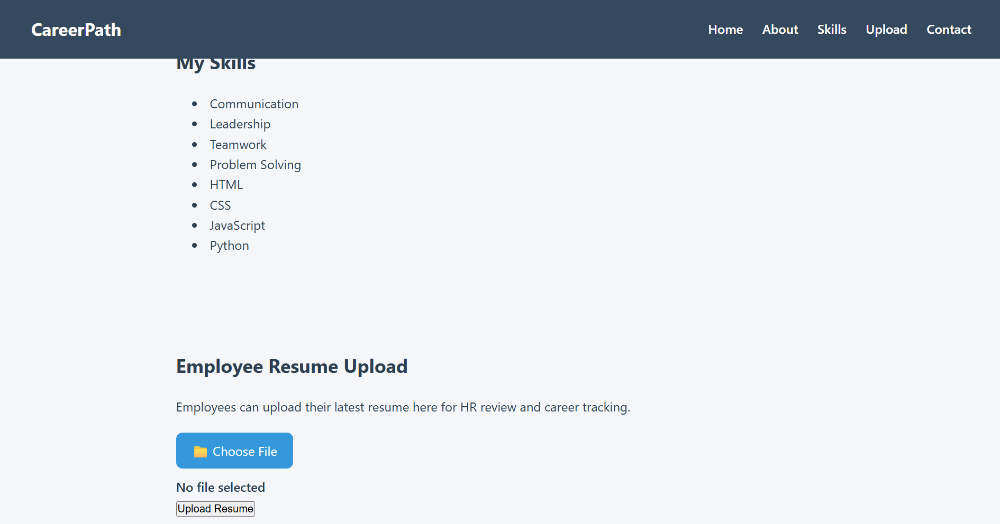 CareerPath
Home About Skills Upload Contact
My Skills
Communication
Leadership
Teamwork
Problem Solving
HTML
CSS
JavaScript
Python
Employee Resume Upload
Employees can upload their latest resume here for HR review and career tracking.
Choose File
No file selected
Upload Resume